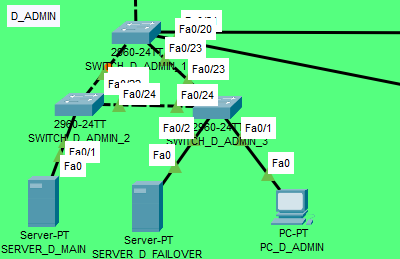 D_ADMIN
Fa0/20
2960-24TT
SWITCH_D_ADMIN_1
Fa0/23
Fa0/23
Fa0/24
Fa0/24
2960-24TT
SWITCH_D_ADMIN_2
2960-24TT
SWITCH_D_ADMIN_3
Fa0/2
Fa0/1
Fa0/1
Fa0
Fa0
Fa0
Server-PT
SERVER_D_MAIN
Server-PT
SERVER_D_FAILOVER
PC-PT
PC_D_ADMIN